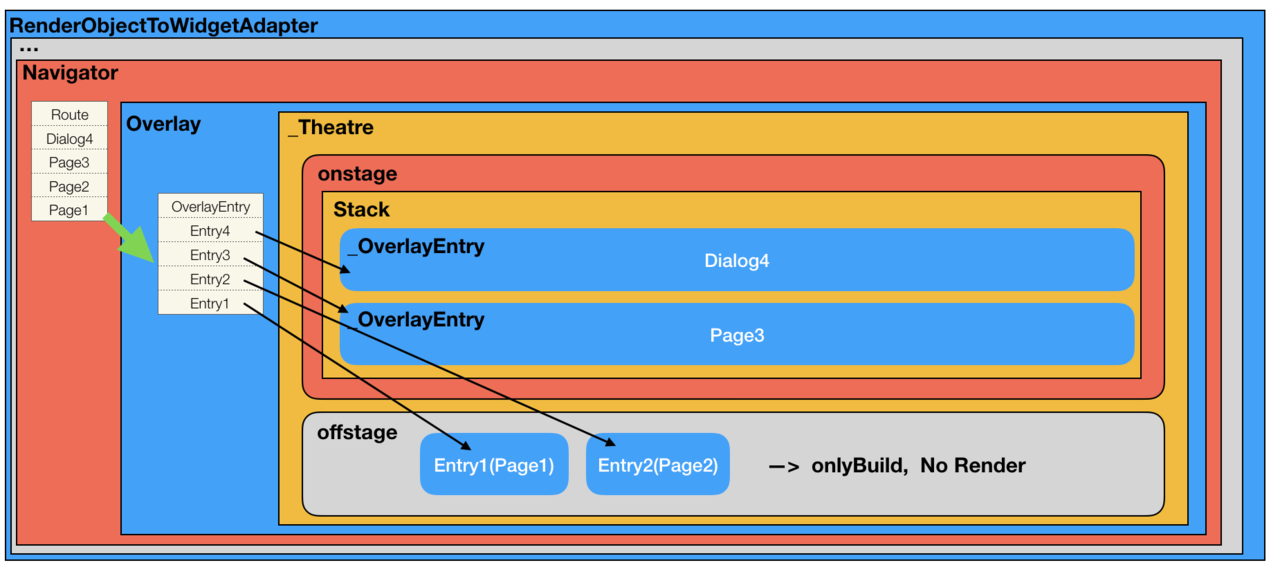 RenderObjectToWidgetAdapter
...
Navigator
Route
Dialog4
Page3
Page2
Page1
Overlay
OverlayEntry
Entry4
Entry3
Entry2
Entry1
_Theatre
onstage
Stack
_OverlayEntry
Dialog4
_OverlayEntry
Page3
offstage
Entry1(Page1)
Entry2(Page2)
—> onlyBuild, No Render